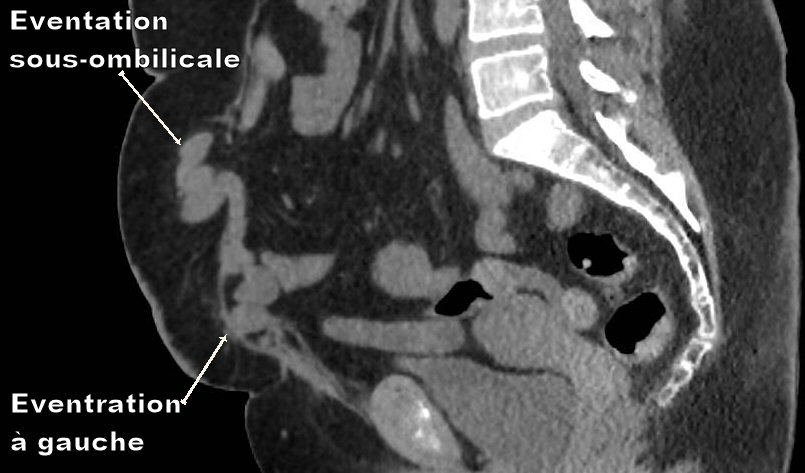 Eventation
sous-ombilicale
Eventration
à gauche